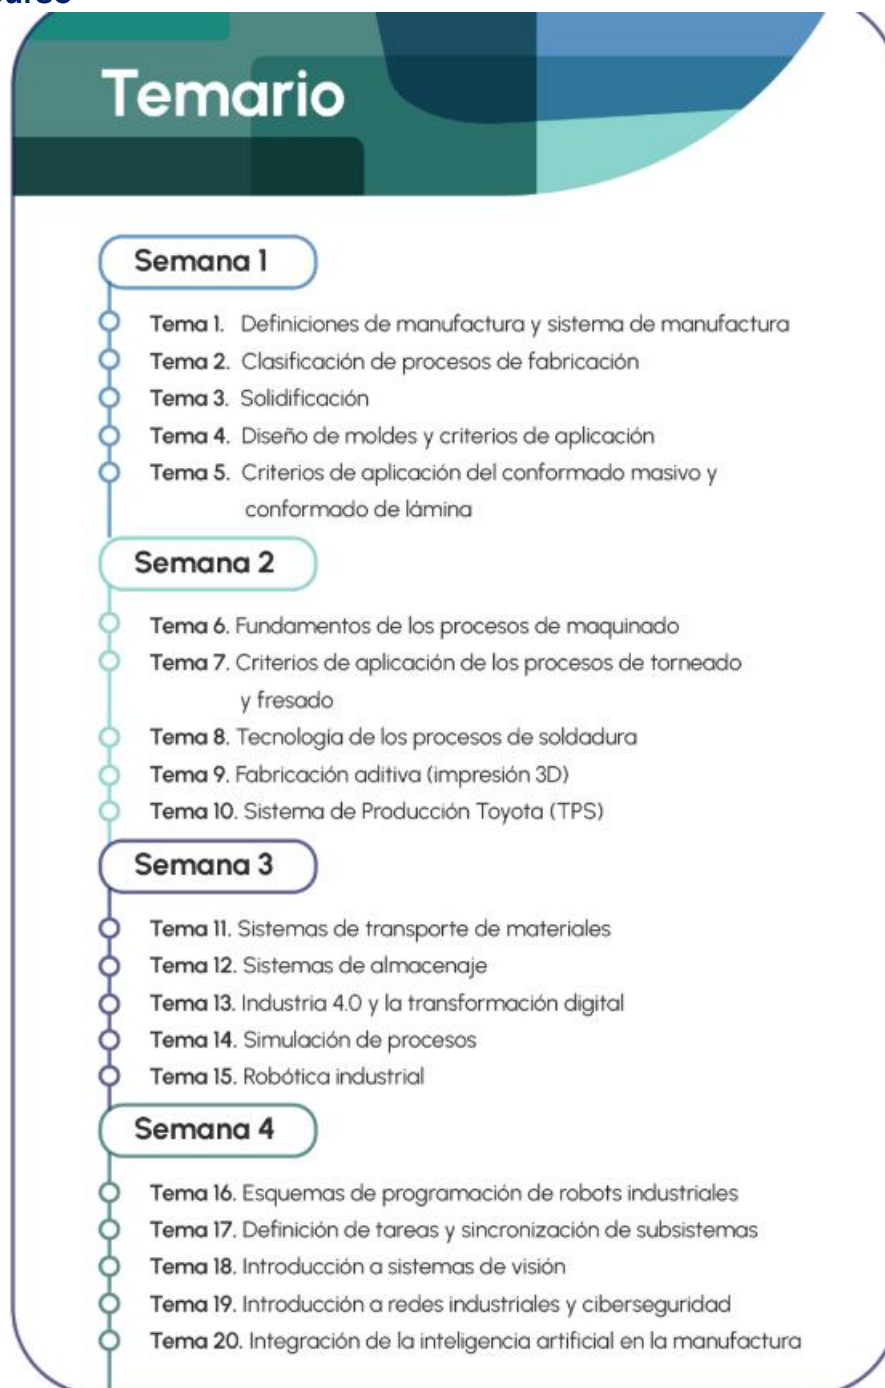 Temario
Semana 1
Tema 1. Definiciones de manufactura y sistema de manufactura
Tema 2. Clasificación de procesos de fabricación
Tema 3. Solidificación
Tema 4. Diseño de moldes y criterios de aplicación
Tema 5. Criterios de aplicación del conformado masivo y
conformado de lámina
Semana 2
Tema 6. Fundamentos de los procesos de maquinado
Tema 7. Criterios de aplicación de los procesos de torneado
y fresado
Tema 8. Tecnología de los procesos de soldadura
Tema 9. Fabricación aditiva (impresión 3D)
Tema 10. Sistema de Producción Toyota (TPS)
Semana 3
Tema 11. Sistemas de transporte de materiales
Tema 12. Sistemas de almacenaje
Tema 13. Industria 4.0 y la transformación digital
Tema 14. Simulación de procesos
Tema 15. Robótica industrial
Semana 4
Tema 16. Esquemas de programación de robots industriales
Tema 17. Definición de tareas y sincronización de subsistemas
Tema 18. Introducción a sistemas de visión
Tema 19. Introducción a redes industriales y ciberseguridad
Tema 20. Integración de la inteligencia artificial en la manufactura